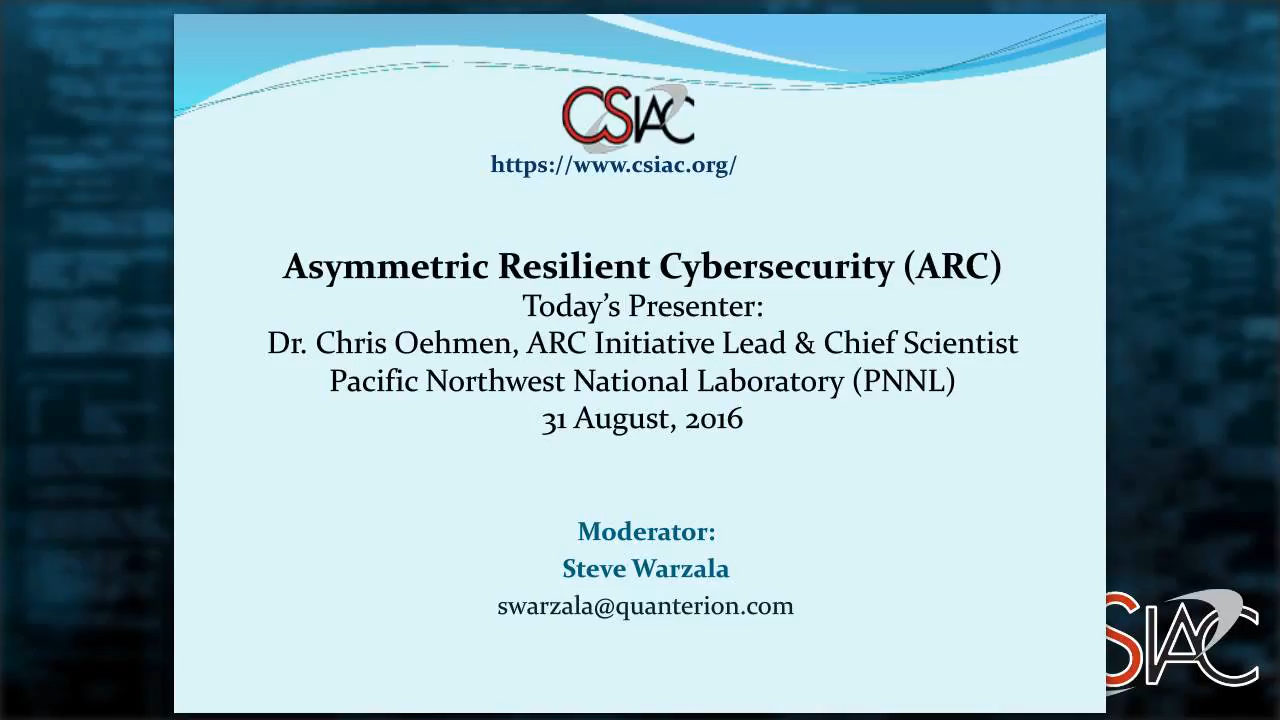 CSIAC
https://www.csiac.org/
Asymmetric Resilient Cybersecurity (ARC)
Today’s Presenter:
Dr. Chris Oehmen, ARC Initiative Lead & Chief Scientist
Pacific Northwest National Laboratory (PNNL)
31 August, 2016
Moderator:
Steve Warzala
swarzala@quanterion.com
SIAC